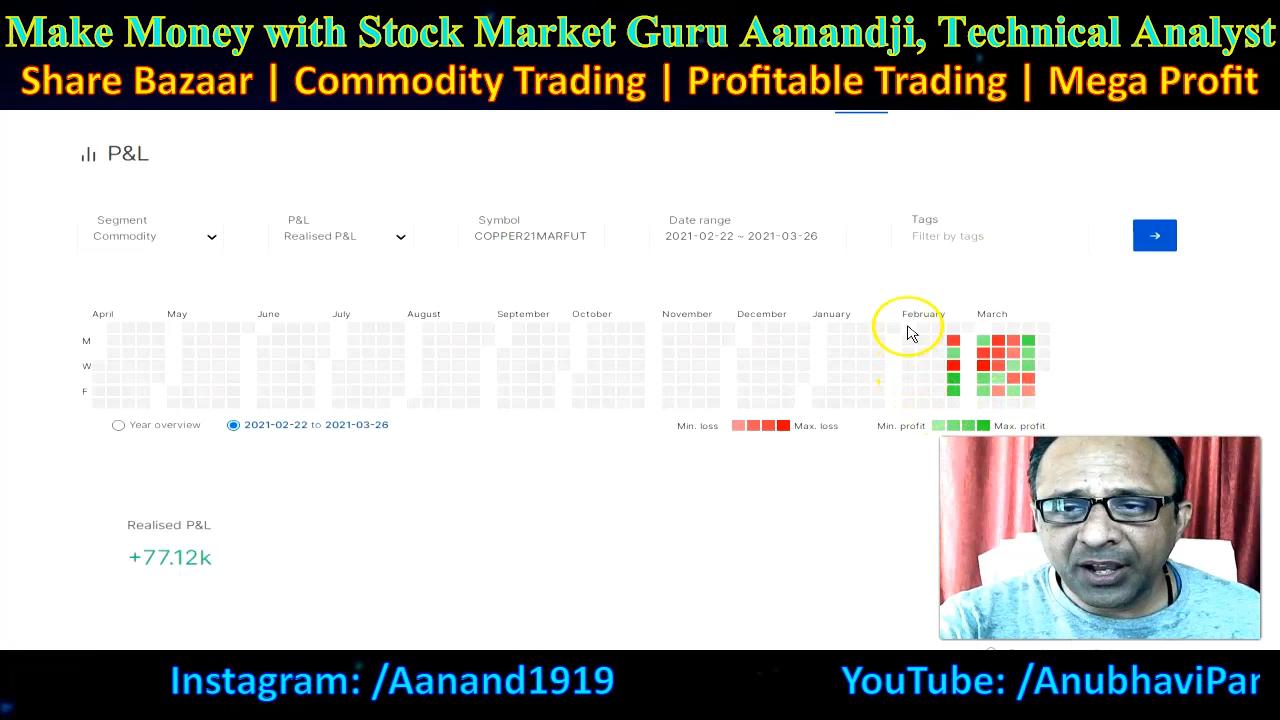 Make Money with Stock Market Guru Aanandji, Technical Analyst
Share Bazaar | Commodity Trading | Profitable Trading | Mega Profit
P&L
Segment P&L Symbol Date range Tags
Commodity Realised P&L COPPER21MARFUT 2021-02-22 ~ 2021-03-26 Filter by tags
April May June July August September October November December January February March
M
W
F
Year overview 2021-02-22 to 2021-03-26 Min. loss Max. loss Min. profit Max. profit
Realised P&L
+77.12k
Instagram: /Aanand1919 YouTube: /AnubhaviPar